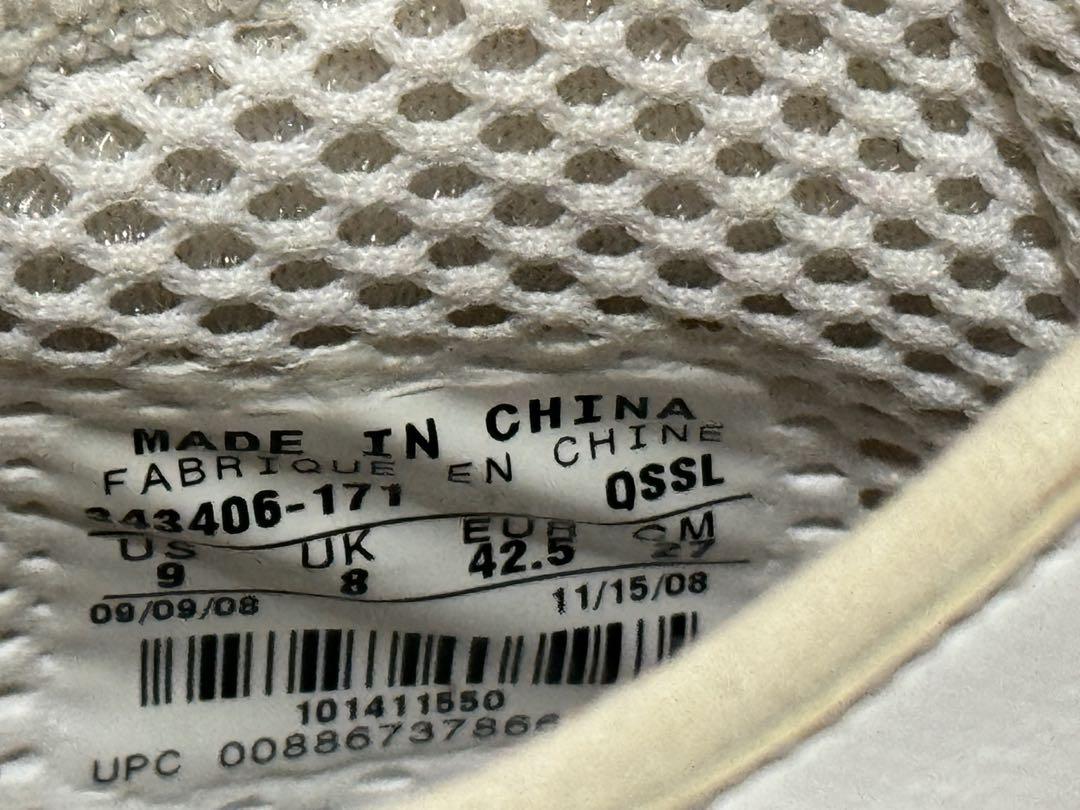 MADE IN CHINA
FABRIQUE EN CHINE
343406-171 QSSL
US UK EUR CM
9 8 42.5 27
09/09/08 11/15/08
101411550
UPC